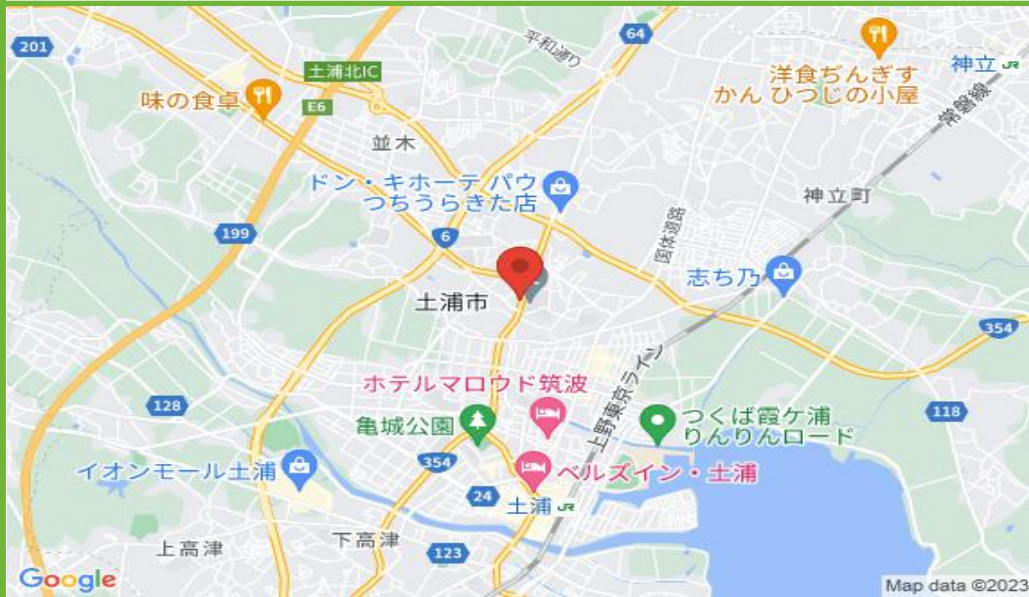 201
64
平和通り
土浦北IC
E6
味の食卓
並木
洋食ぢんぎす
かん ひつじの小屋
神立 JR
常磐線
ドン・キホーテ パウ
つちうらきた店
神立町
国体道路
199
6
志ち乃
土浦市
354
上野東京ライン
ホテルマロウド筑波
128
118
亀城公園
つくば霞ケ浦
りんりんロード
イオンモール土浦
354
ベルズイン・土浦
24
土浦 JR
上高津
下高津
123
Google
Map data ©2023